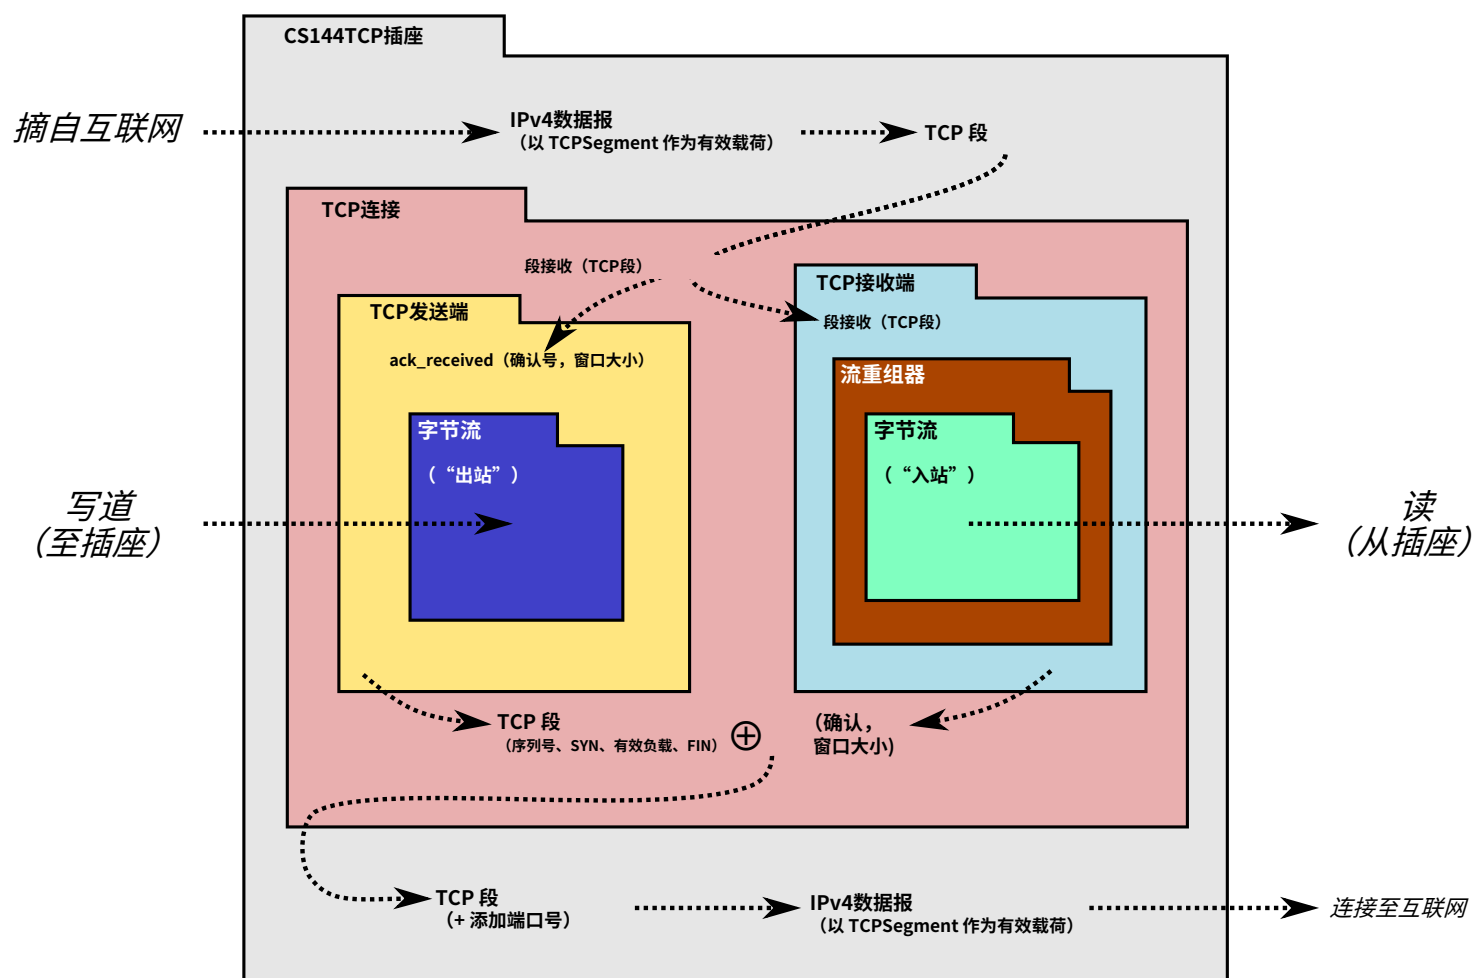 CS144TCP插座
摘自互联网
IPv4数据报
（以 TCPSegment 作为有效载荷）
TCP 段
TCP连接
段接收（TCP段）
TCP发送端
ack_received（确认号，窗口大小）
TCP接收端
段接收（TCP段）
流重组器
字节流
（“出站”）
字节流
（“入站”）
写道
（至插座）
读
（从插座）
TCP 段
（序列号、SYN、有效负载、FIN）
（确认，
窗口大小)
TCP 段
（+ 添加端口号）
IPv4数据报
（以 TCPSegment 作为有效载荷）
连接至互联网